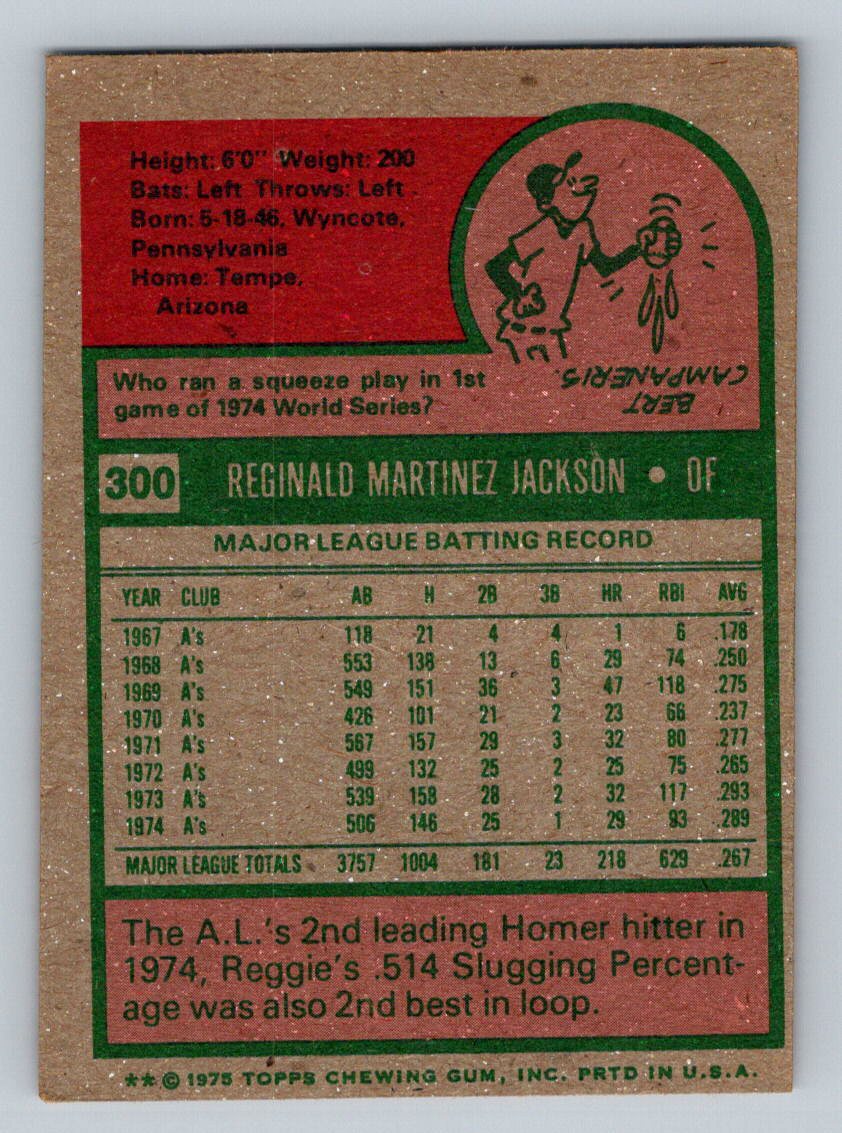 Height: 6'0" Weight: 200
Bats: Left Throws: Left
Born: 5-18-46, Wyncote,
Pennsylvania
Home: Tempe,
Arizona
Who ran a squeeze play in 1st
game of 1974 World Series?
BERT
CAMPANERIS.
300 REGINALD MARTINEZ JACKSON • OF
MAJOR LEAGUE BATTING RECORD
YEAR CLUB AB H 2B 3B HR RBI AVG
1967 A's 118 21 4 4 1 6 .178
1968 A's 553 138 13 6 29 74 .250
1969 A's 549 151 36 3 47 118 .275
1970 A's 426 101 21 2 23 66 .237
1971 A's 567 157 29 3 32 80 .277
1972 A's 499 132 25 2 25 75 .265
1973 A's 539 158 28 2 32 117 .293
1974 A's 506 146 25 1 29 93 .289
MAJOR LEAGUE TOTALS 3757 1004 181 23 218 629 .267
The A.L.'s 2nd leading Homer hitter in
1974, Reggie's .514 Slugging Percent-
age was also 2nd best in loop.
**© 1975 TOPPS CHEWING GUM, INC. PRTD IN U.S.A.